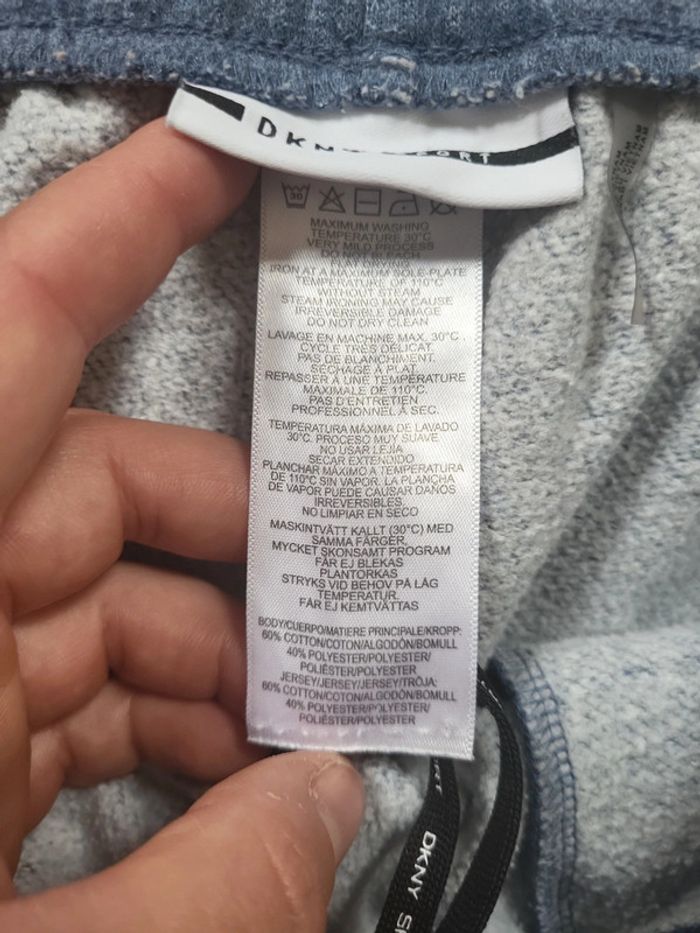 DKNY SPORT
30
MAXIMUM WASHING
TEMPERATURE 30°C
VERY MILD PROCESS
DO NOT BLEACH
FLAT DRYING
IRON AT A MAXIMUM SOLE-PLATE
TEMPERATURE OF 110°C
WITHOUT STEAM
STEAM IRONING MAY CAUSE
IRREVERSIBLE DAMAGE
DO NOT DRY CLEAN
LAVAGE EN MACHINE MAX. 30°C
CYCLE TRÈS DÉLICAT.
PAS DE BLANCHIMENT.
SÉCHAGE À PLAT
REPASSER À UNE TEMPÉRATURE
MAXIMALE DE 110°C.
PAS D'ENTRETIEN
PROFESSIONNEL À SEC.
TEMPERATURA MÁXIMA DE LAVADO
30°C. PROCESO MUY SUAVE
NO USAR LEJÍA
SECAR EXTENDIDO
PLANCHAR MÁXIMO A TEMPERATURA
DE 110°C SIN VAPOR. LA PLANCHA
DE VAPOR PUEDE CAUSAR DAÑOS
IRREVERSIBLES.
NO LIMPIAR EN SECO
MASKINTVÄTT KALLT (30°C) MED
SAMMA FÄRGER.
MYCKET SKONSAMT PROGRAM
FÅR EJ BLEKAS
PLANTORKAS
STRYKS VID BEHOV PÅ LÅG
TEMPERATUR.
FÅR EJ KEMTVÄTTAS
BODY/CUERPO/MATIERE PRINCIPALE/KROPP:
60% COTTON/COTON/ALGODÓN/BOMULL
40% POLYESTER/POLYESTER/
POLIÉSTER/POLYESTER
JERSEY/JERSEY/JERSEY/TRÖJA:
60% COTTON/COTON/ALGODÓN/BOMULL
40% POLYESTER/POLYESTER/
POLIÉSTER/POLYESTER
ORT
DKNY SP